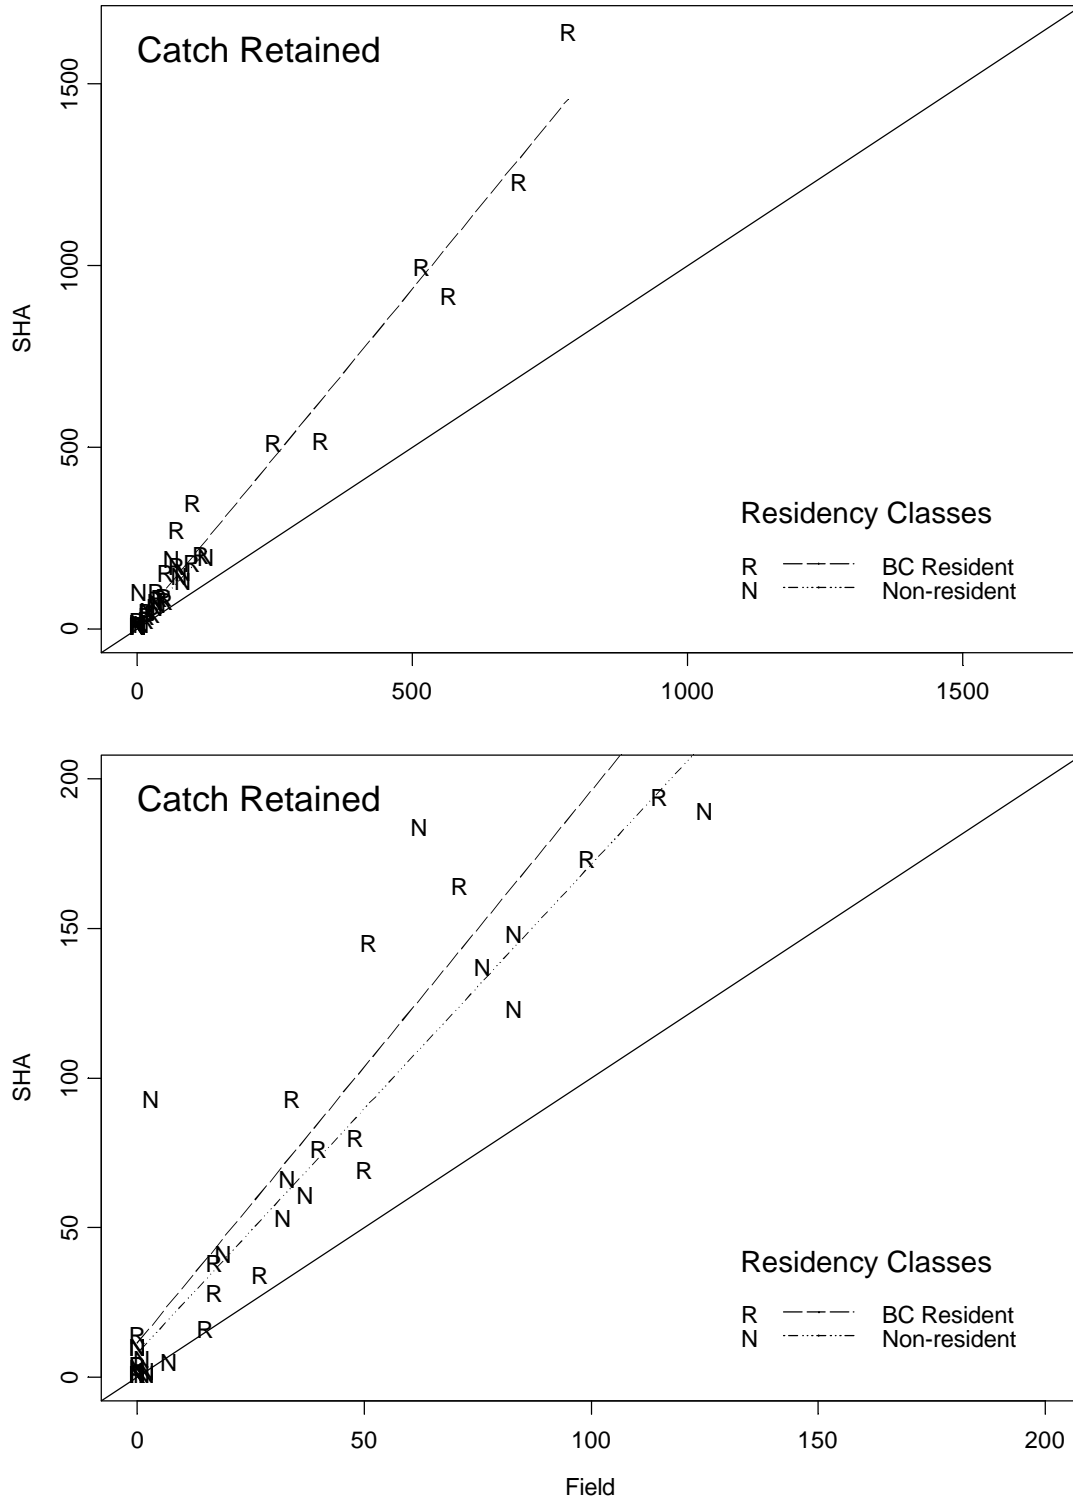 Catch Retained
1500
1000
500
0
SHA
R
R
R
R
R
R
R
R
N
N
Residency Classes
R BC Resident
N Non-resident
0 500 1000 1500
Catch Retained
200
150
100
50
0
SHA
N
R
N
R
R
R
N
N
N
N
R
R
R
R
N
N
N
N
R
R
R
R
N
Residency Classes
R BC Resident
N Non-resident
0 50 100 150 200
Field